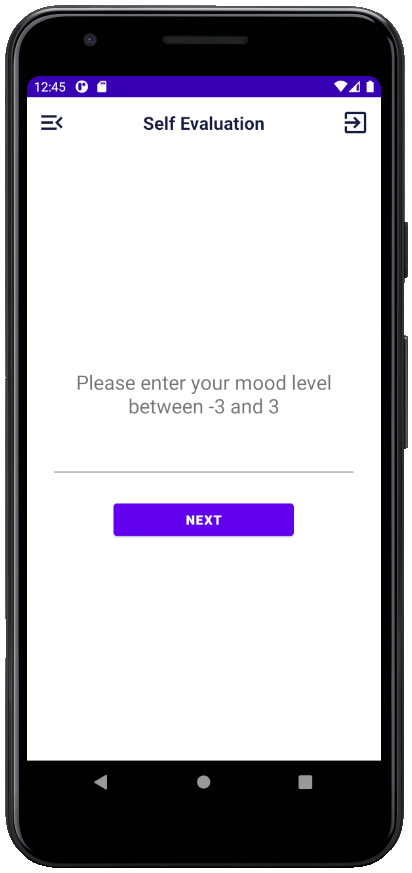 12:45
Self Evaluation
Please enter your mood level
between -3 and 3
NEXT